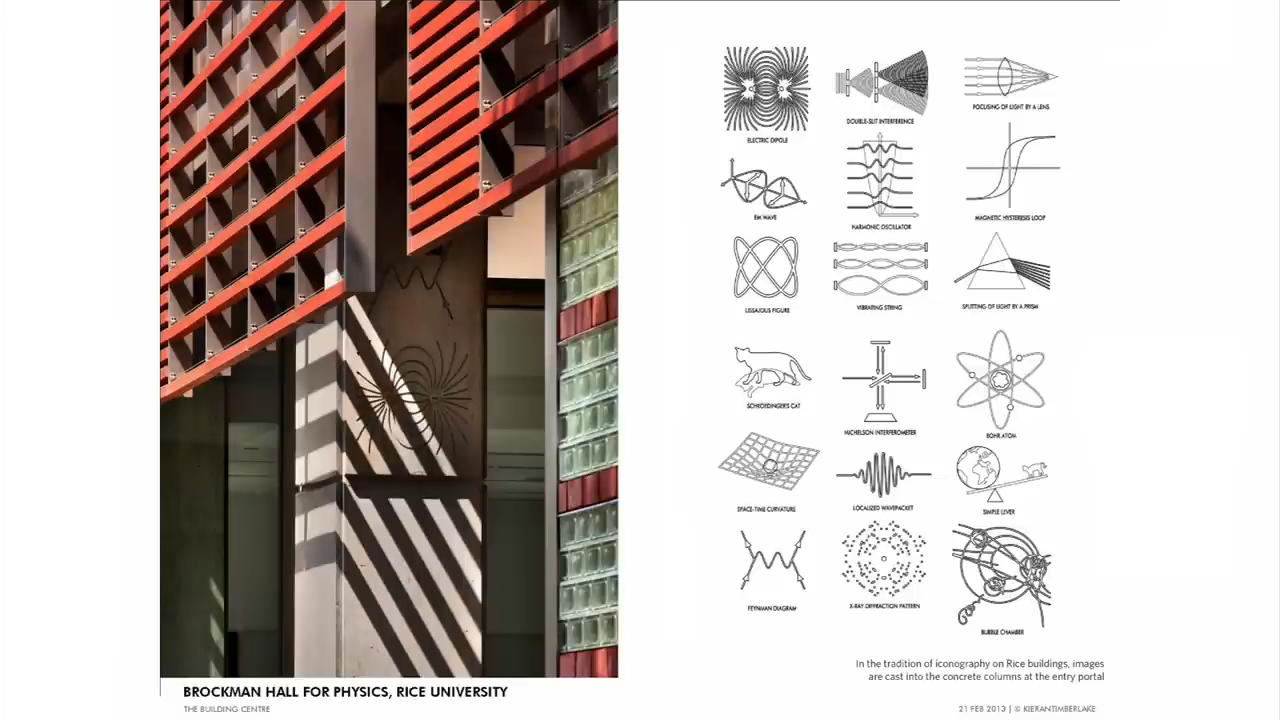 ELECTRIC DIPOLE
DOUBLE-SLIT INTERFERENCE
FOCUSING OF LIGHT BY A LENS
EM WAVE
HARMONIC OSCILLATOR
MAGNETIC HYSTERESIS LOOP
LISSAJOUS FIGURE
VIBRATING STRING
SPLITTING OF LIGHT BY A PRISM
SCHROEDINGER'S CAT
MICHELSON INTERFEROMETER
BOHR ATOM
SPACE-TIME CURVATURE
LOCALIZED WAVEPACKET
SIMPLE LEVER
FEYNMAN DIAGRAM
X-RAY DIFFRACTION PATTERN
BUBBLE CHAMBER
In the tradition of iconography on Rice buildings, images
are cast into the concrete columns at the entry portal
BROCKMAN HALL FOR PHYSICS, RICE UNIVERSITY
THE BUILDING CENTRE
21 FEB 2013 | © KIERANTIMBERLAKE